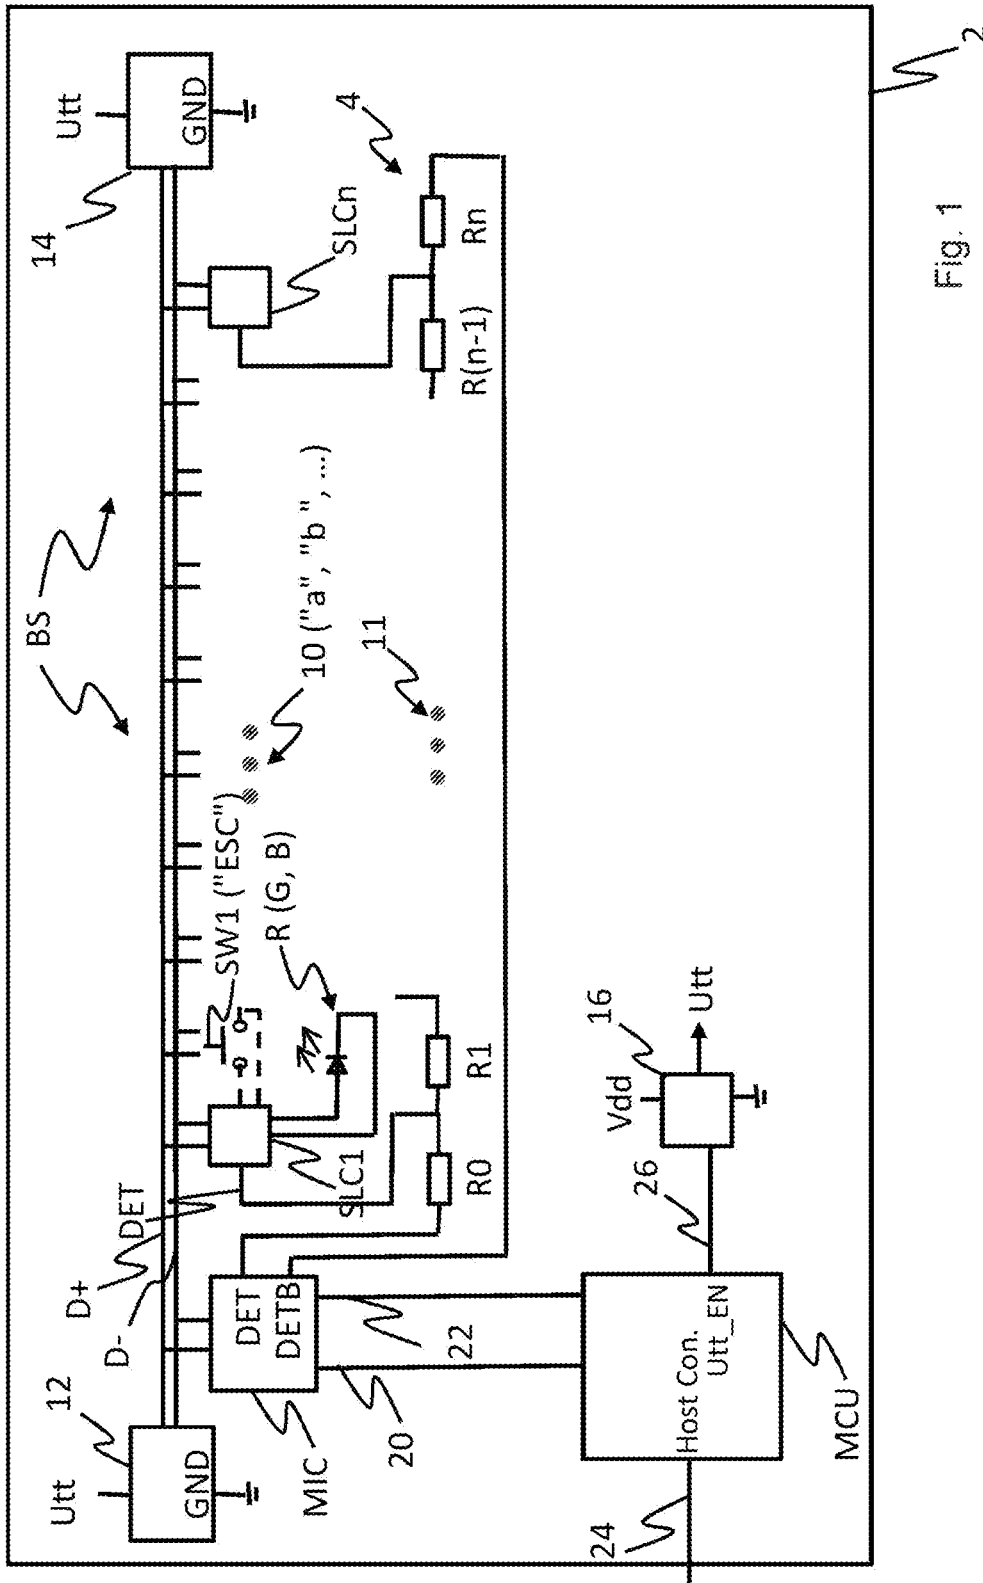 Utt
12
GND
D-
D+
DET
BS
Utt
14
GND
MIC
DET
DETB
SLC1
SW1 ("ESC")
R (G, B)
10 ("a", "b", ...)
SLCn
4
R0
R1
11
R(n-1)
Rn
20
22
24
Host Con.
Utt_EN
MCU
26
Vdd
16
Utt
2
Fig. 1